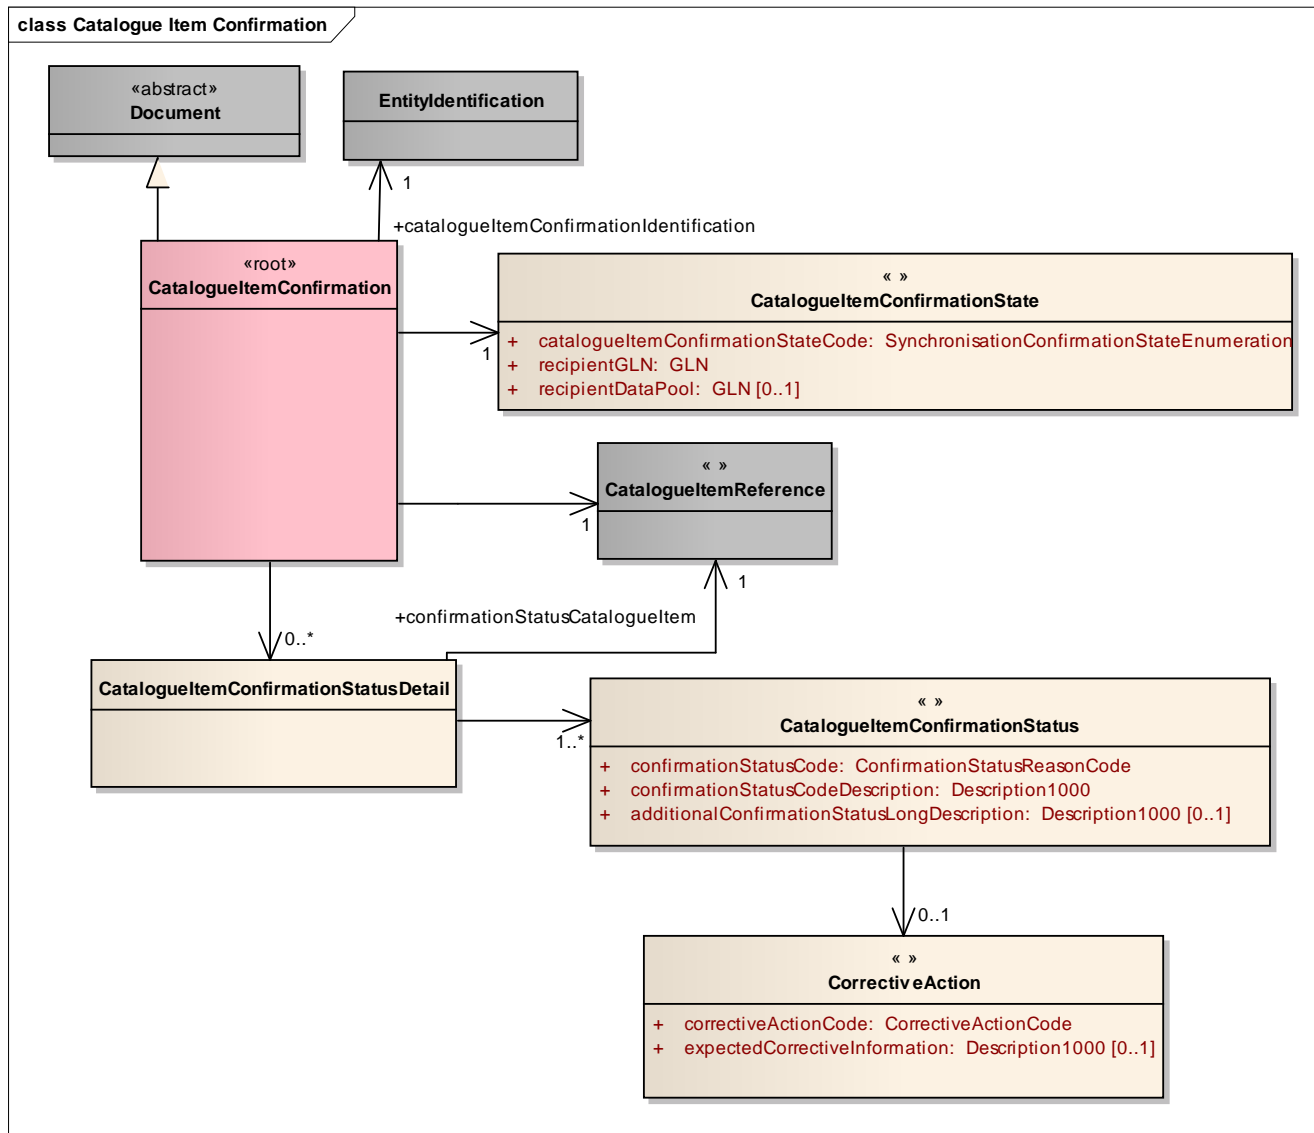 class Catalogue Item Confirmation
«abstract»
Document
EntityIdentification
1
+catalogueItemConfirmationIdentification
«root»
CatalogueItemConfirmation
« »
CatalogueItemConfirmationState
+ catalogueItemConfirmationStateCode: SynchronisationConfirmationStateEnumeration
+ recipientGLN: GLN
+ recipientDataPool: GLN [0..1]
1
« »
CatalogueItemReference
1
1
+confirmationStatusCatalogueItem
0..*
CatalogueItemConfirmationStatusDetail
« »
CatalogueItemConfirmationStatus
1..*
+ confirmationStatusCode: ConfirmationStatusReasonCode
+ confirmationStatusCodeDescription: Description1000
+ additionalConfirmationStatusLongDescription: Description1000 [0..1]
0..1
« »
CorrectiveAction
+ correctiveActionCode: CorrectiveActionCode
+ expectedCorrectiveInformation: Description1000 [0..1]